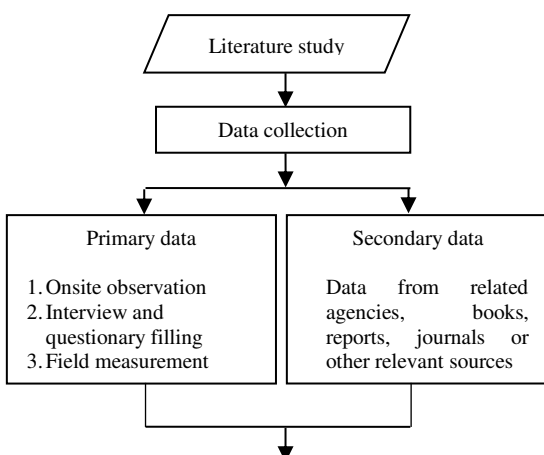 Literature study
Data collection
Primary data
1. Onsite observation
2. Interview and
questionary filling
3. Field measurement
Secondary data
Data from related
agencies, books,
reports, journals or
other relevant sources